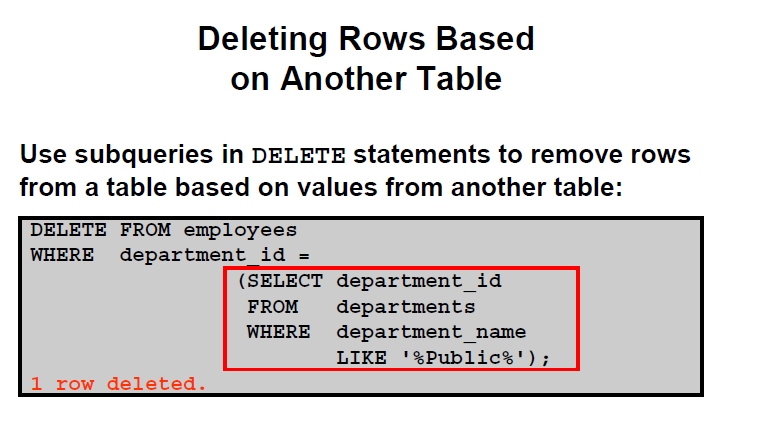 Deleting Rows Based
on Another Table
Use subqueries in DELETE statements to remove rows
from a table based on values from another table:
DELETE FROM employees
WHERE department_id =
(SELECT department_id
FROM departments
WHERE department_name
LIKE '%Public%');
1 row deleted.